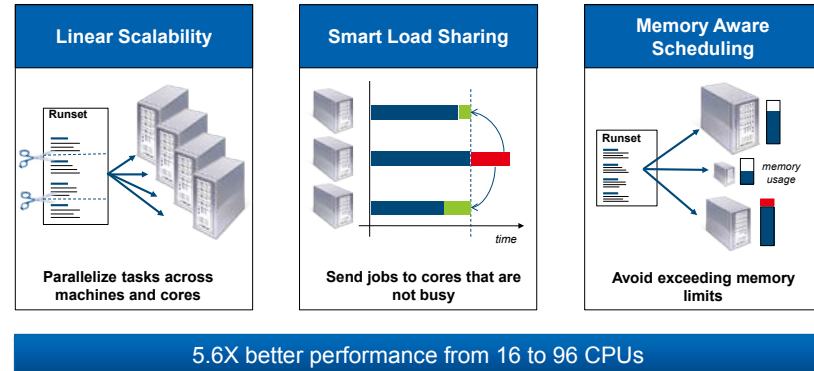 Linear Scalability
Runset
Parallelize tasks across
machines and cores
Smart Load Sharing
time
Send jobs to cores that are
not busy
Memory Aware
Scheduling
Runset
memory
usage
Avoid exceeding memory
limits
5.6X better performance from 16 to 96 CPUs